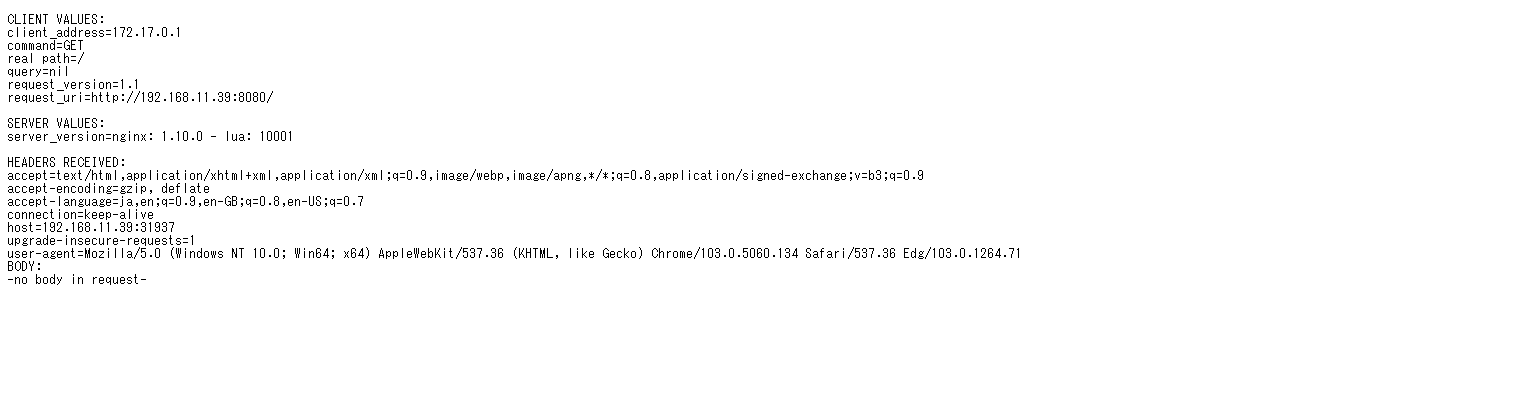 CLIENT VALUES:
client_address=172.17.0.1
command=GET
real path=/
query=nil
request_version=1.1
request_uri=http://192.168.11.39:8080/

SERVER VALUES:
server_version=nginx: 1.10.0 - lua: 10001

HEADERS RECEIVED:
accept=text/html,application/xhtml+xml,application/xml;q=0.9,image/webp,image/apng,*/*;q=0.8,application/signed-exchange;v=b3;q=0.9
accept-encoding=gzip, deflate
accept-language=ja,en;q=0.9,en-GB;q=0.8,en-US;q=0.7
connection=keep-alive
host=192.168.11.39:31937
upgrade-insecure-requests=1
user-agent=Mozilla/5.0 (Windows NT 10.0; Win64; x64) AppleWebKit/537.36 (KHTML, like Gecko) Chrome/103.0.5060.134 Safari/537.36 Edg/103.0.1264.71
BODY:
-no body in request-